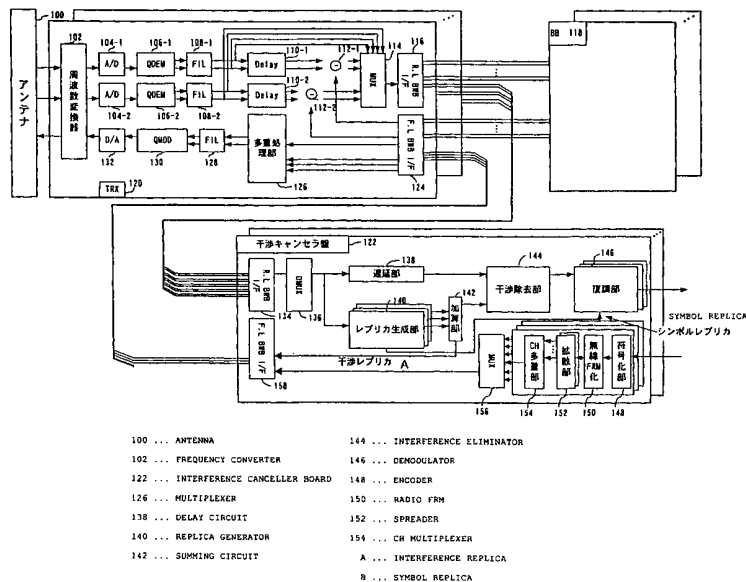 100
102
104-1
106-1
108-1
110-1
112-1
114
116
BB 118
アンテナ
周波数変換器
A/D
QDEM
FIL
Delay
MUX
R.L BWB I/F
110-2
A/D
QDEM
FIL
Delay
104-2
106-2
108-2
112-2
D/A
QMOD
FIL
多重処理部
F.L BWB I/F
132
130
128
126
124
TRX
120
干渉キャンセラ盤
122
138
144
146
遅延部
142
干渉除去部
復調部
R.L BWB I/F
DMUX
140
加算部
134
136
レプリカ生成部
SYMBOL REPLICA
シンボルレプリカ
F.L BWB I/F
干渉レプリカ
A
MUX
CH多重部
拡散部
無線FRM化
符号化部
158
156
154
152
150
148
100 ... ANTENNA
102 ... FREQUENCY CONVERTER
122 ... INTERFERENCE CANCELLER BOARD
126 ... MULTIPLEXER
138 ... DELAY CIRCUIT
140 ... REPLICA GENERATOR
142 ... SUMMING CIRCUIT
144 ... INTERFERENCE ELIMINATOR
146 ... DEMODULATOR
148 ... ENCODER
150 ... RADIO FRM
152 ... SPREADER
154 ... CH MULTIPLEXER
A ... INTERFERENCE REPLICA
B ... SYMBOL REPLICA